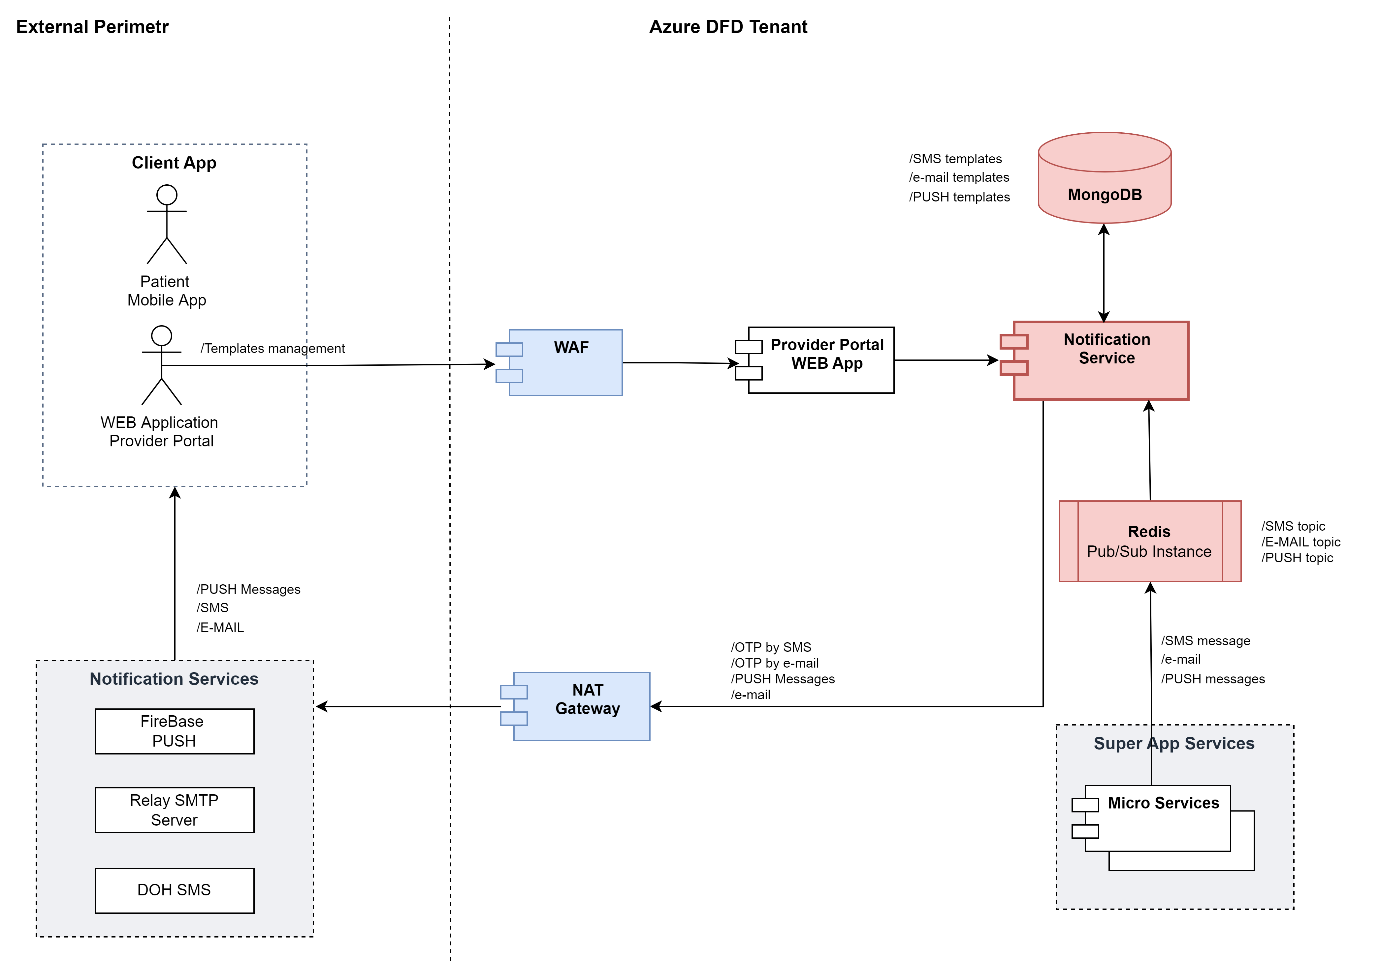 External Perimetr
Azure DFD Tenant
Client App
Patient
Mobile App
/Templates management
WEB Application
Provider Portal
WAF
Provider Portal
WEB App
/SMS templates
/e-mail templates
/PUSH templates
MongoDB
Notification
Service
Redis
Pub/Sub Instance
/SMS topic
/E-MAIL topic
/PUSH topic
/PUSH Messages
/SMS
/E-MAIL
/OTP by SMS
/OTP by e-mail
/PUSH Messages
/e-mail
/SMS message
/e-mail
/PUSH messages
Notification Services
FireBase
PUSH
Relay SMTP
Server
DOH SMS
NAT
Gateway
Super App Services
Micro Services